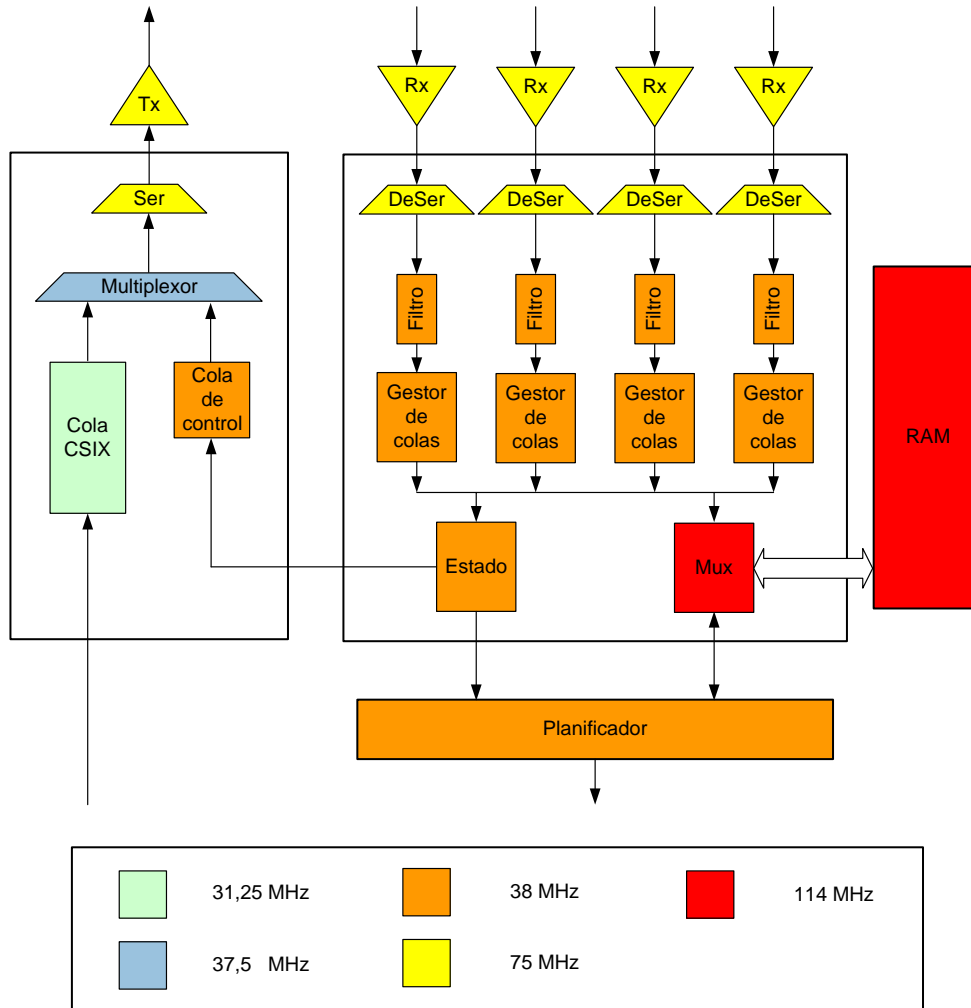 Tx
Rx Rx Rx Rx
Ser
DeSer DeSer DeSer DeSer
Multiplexor
Filtro Filtro Filtro Filtro
Cola
CSIX
Cola
de
control
Gestor
de
colas
Gestor
de
colas
Gestor
de
colas
Gestor
de
colas
RAM
Estado
Mux
Planificador
31,25 MHz
38 MHz
114 MHz
37,5 MHz
75 MHz